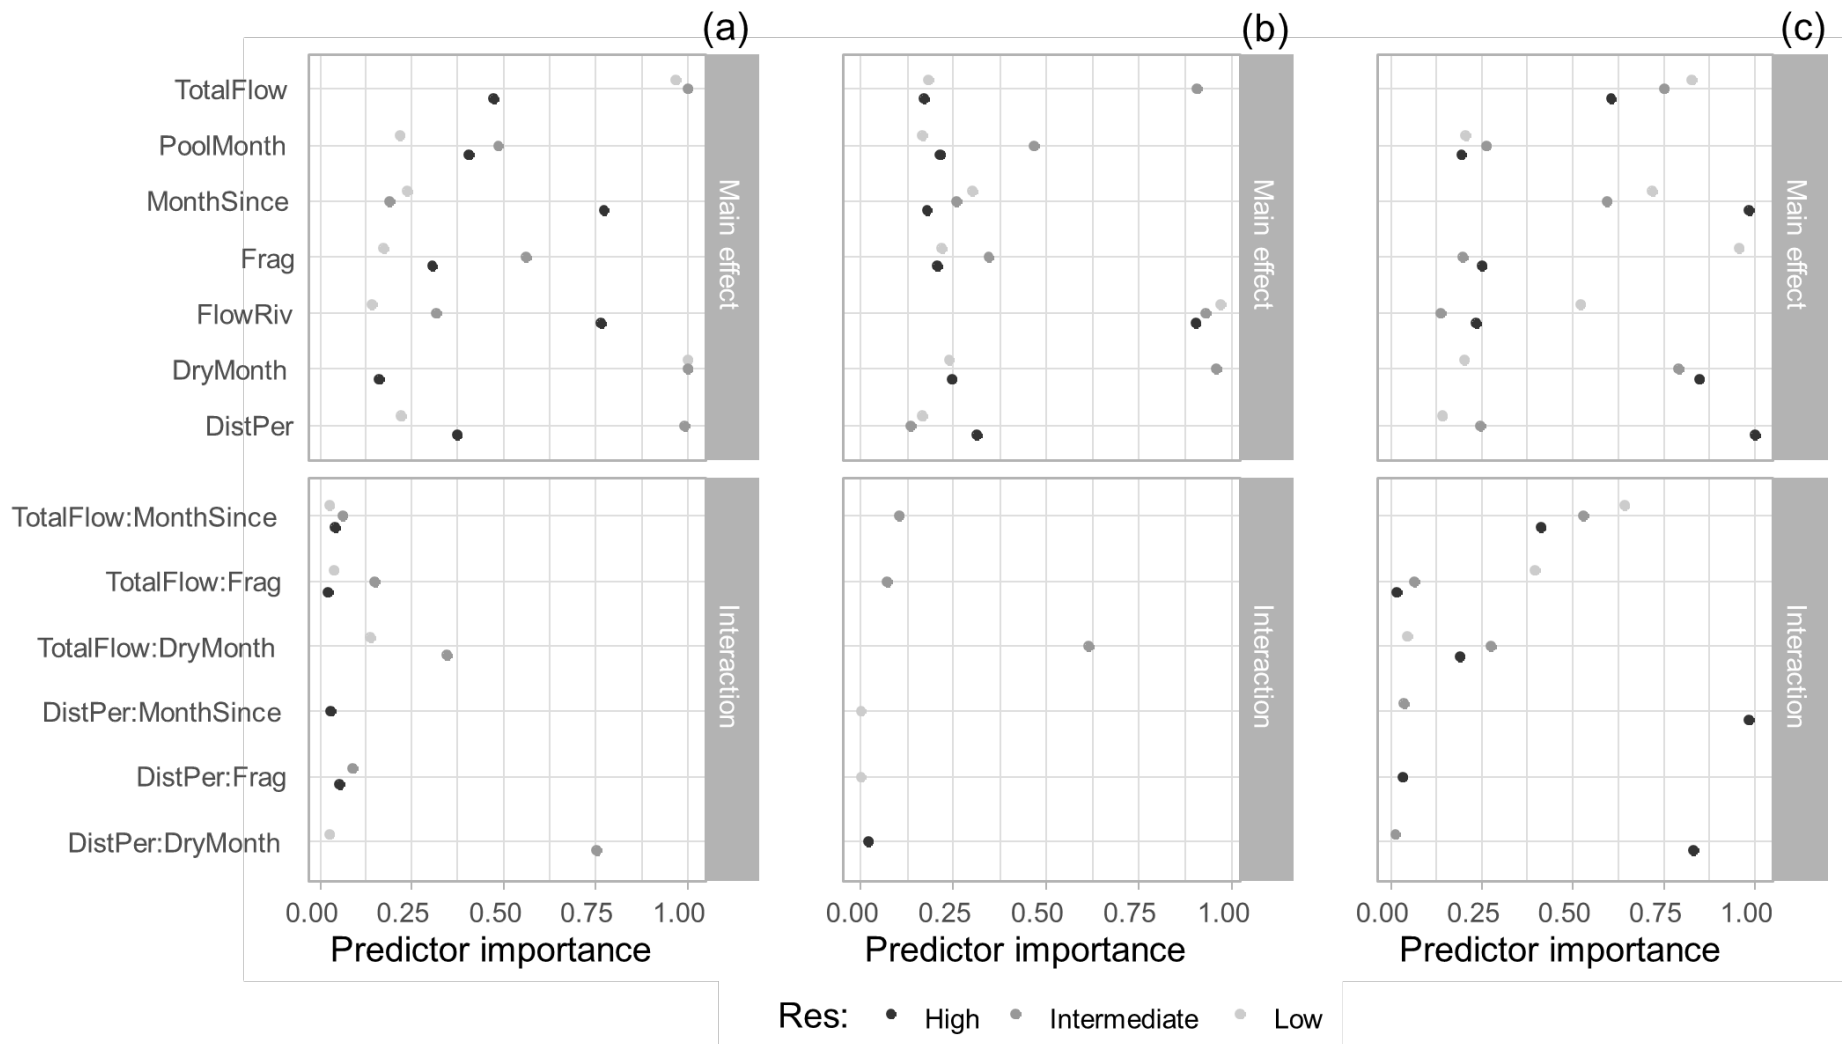 (a)
(b)
(c)
TotalFlow
PoolMonth
MonthSince
Frag
FlowRiv
DryMonth
DistPer
Main effect
Main effect
Main effect
TotalFlow:MonthSince
TotalFlow:Frag
TotalFlow:DryMonth
DistPer:MonthSince
DistPer:Frag
DistPer:DryMonth
Interaction
Interaction
Interaction
0.00 0.25 0.50 0.75 1.00
0.00 0.25 0.50 0.75 1.00
0.00 0.25 0.50 0.75 1.00
Predictor importance
Predictor importance
Predictor importance
Res: High Intermediate Low